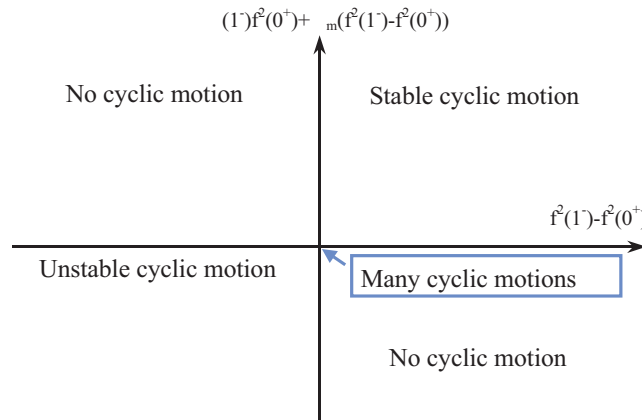 (1⁻)f²(0⁺)+ ₘ(f²(1⁻)-f²(0⁺))
No cyclic motion
Stable cyclic motion
f²(1⁻)-f²(0⁺)
Unstable cyclic motion
Many cyclic motions
No cyclic motion